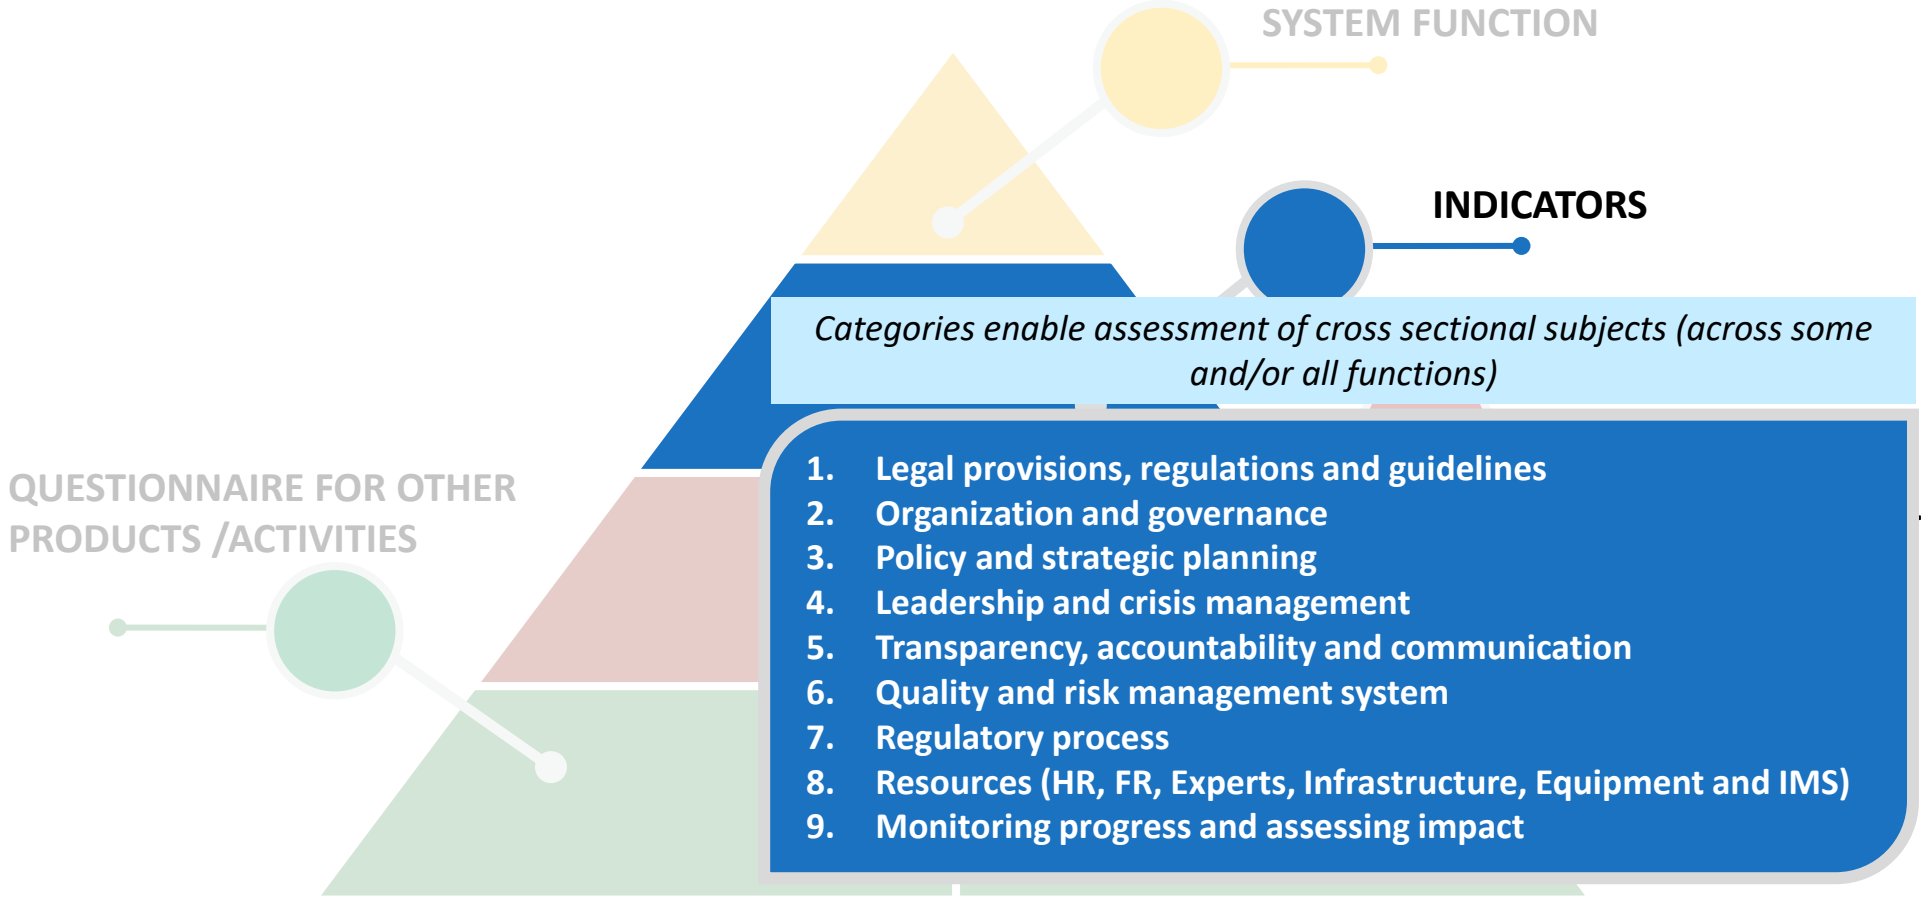 SYSTEM FUNCTION
INDICATORS
Categories enable assessment of cross sectional subjects (across some
and/or all functions)
QUESTIONNAIRE FOR OTHER
PRODUCTS /ACTIVITIES
1. Legal provisions, regulations and guidelines
2. Organization and governance
3. Policy and strategic planning
4. Leadership and crisis management
5. Transparency, accountability and communication
6. Quality and risk management system
7. Regulatory process
8. Resources (HR, FR, Experts, Infrastructure, Equipment and IMS)
9. Monitoring progress and assessing impact